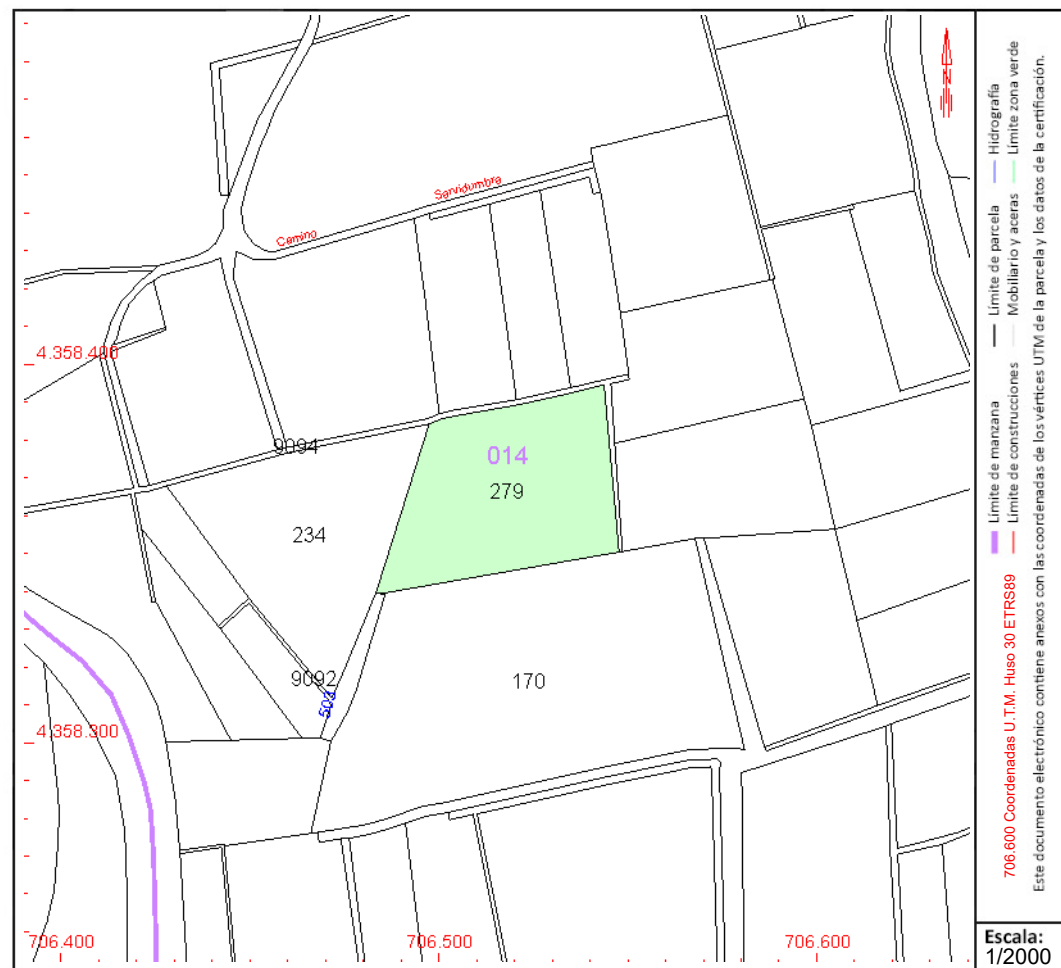 Camino
Servidumbre
4.358.400
9094
014
279
234
9092
503
170
4.358.300
706.400
706.500
706.600
N
Límite de manzana
Límite de parcela
Hidrografía
Límite de construcciones
Mobiliario y aceras
Límite zona verde
706.600 Coordenadas U.T.M. Huso 30 ETRS89
Este documento electrónico contiene anexos con las coordenadas de los vértices UTM de la parcela y los datos de la certificación.
Escala:
1/2000